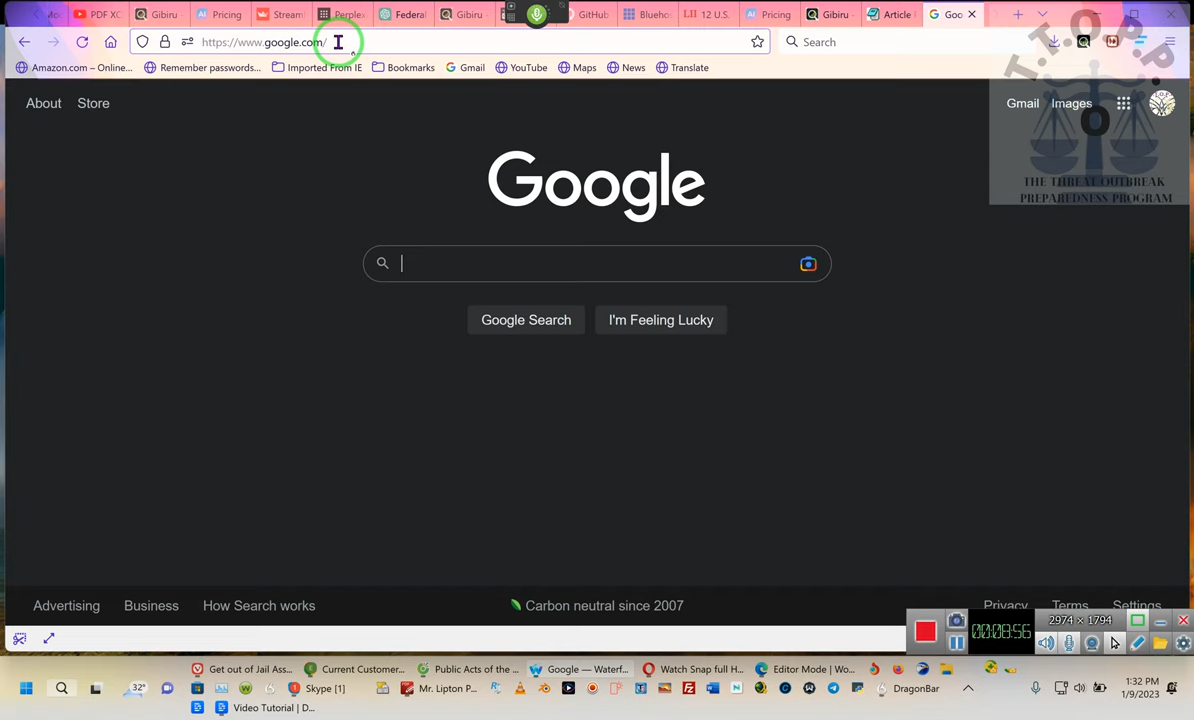 Mo PDF XC Gibiru Pricing Stream Perplex Federal Gibiru GitHub Blueho 12 U.S. Pricing Gibiru Article Goo
https://www.google.com/ Search
Amazon.com – Online... Remember passwords... Imported From IE Bookmarks Gmail YouTube Maps News Translate
T.T.O.P.P.
About Store Gmail Images
O
THE THREAT OUTBREAK
PREPAREDNESS PROGRAM
Google
Google Search I'm Feeling Lucky
Advertising Business How Search works Carbon neutral since 2007 Privacy Terms Settings
2974 × 1794
00:08:56
Get out of Jail Ass... Current Customer... Public Acts of the ... Google — Waterf... Watch Snap full H... Editor Mode | Wo...
32° Skype [1] Mr. Lipton P... DragonBar 1:32 PM
1/9/2023
Video Tutorial | D...